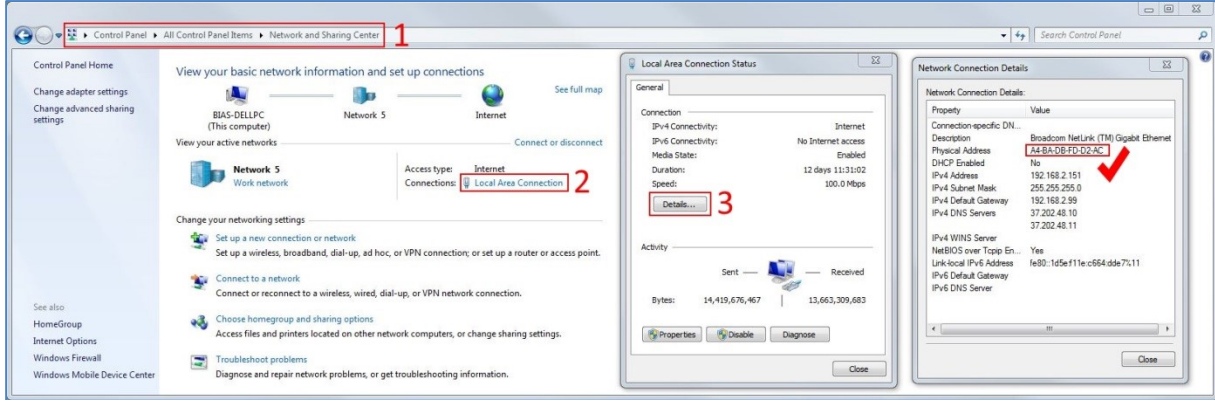 Control Panel ▸ All Control Panel Items ▸ Network and Sharing Center
1
Search Control Panel
Control Panel Home
Change adapter settings
Change advanced sharing
settings
See also
HomeGroup
Internet Options
Windows Firewall
Windows Mobile Device Center
View your basic network information and set up connections
See full map
BIAS-DELLPC
(This computer)
Network 5
Internet
View your active networks
Connect or disconnect
Network 5
Work network
Access type: Internet
Connections: Local Area Connection
2
Change your networking settings
Set up a new connection or network
Set up a wireless, broadband, dial-up, ad hoc, or VPN connection; or set up a router or access point.
Connect to a network
Connect or reconnect to a wireless, wired, dial-up, or VPN network connection.
Choose homegroup and sharing options
Access files and printers located on other network computers, or change sharing settings.
Troubleshoot problems
Diagnose and repair network problems, or get troubleshooting information.
Local Area Connection Status
General
Connection
IPv4 Connectivity: Internet
IPv6 Connectivity: No Internet access
Media State: Enabled
Duration: 12 days 11:31:02
Speed: 100.0 Mbps
Details...
3
Activity
Sent — Received
Bytes: 14,419,676,467 | 13,663,309,683
Properties Disable Diagnose
Close
Network Connection Details
Network Connection Details:
Property Value
Connection-specific DN...
Description Broadcom NetLink (TM) Gigabit Ethernet
Physical Address A4-BA-DB-FD-D2-AC
DHCP Enabled No
IPv4 Address 192.168.2.151
IPv4 Subnet Mask 255.255.255.0
IPv4 Default Gateway 192.168.2.99
IPv4 DNS Servers 37.202.48.10
37.202.48.11
IPv4 WINS Server
NetBIOS over Tcpip En... Yes
Link-local IPv6 Address fe80::1d5e:f11e:c664:dde7%11
IPv6 Default Gateway
IPv6 DNS Server
Close